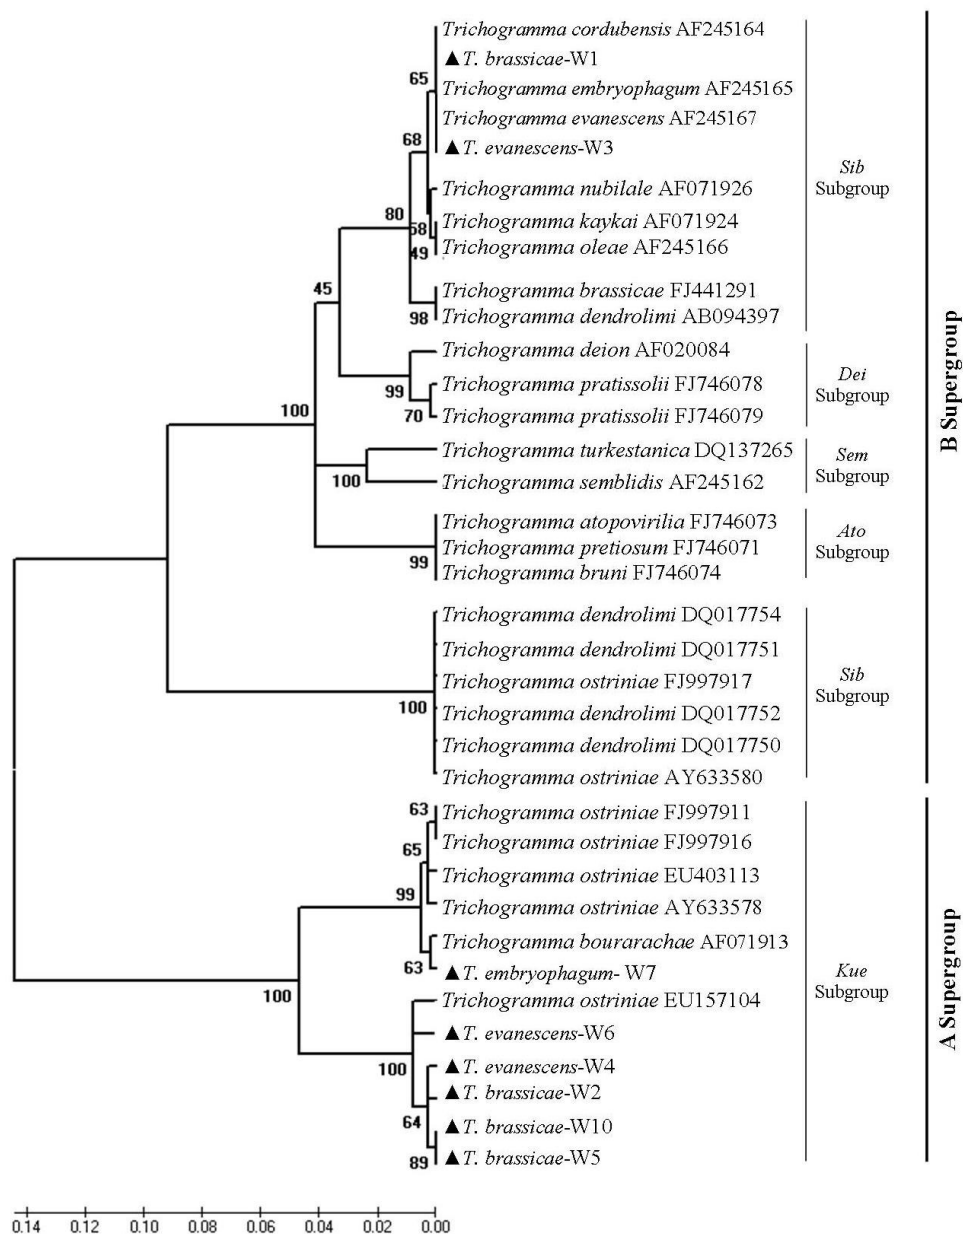 Trichogramma cordubensis AF245164
▲T. brassicae-W1
65
Trichogramma embryophagum AF245165
Trichogramma evanescens AF245167
68
▲T. evanescens-W3
Sib
Subgroup
Trichogramma nubilale AF071926
80
58
Trichogramma kaykai AF071924
49
Trichogramma oleae AF245166
45
Trichogramma brassicae FJ441291
98
Trichogramma dendrolimi AB094397
Trichogramma deion AF020084
99
Trichogramma pratissolii FJ746078
Dei
Subgroup
70
Trichogramma pratissolii FJ746079
100
B Supergroup
Trichogramma turkestanica DQ137265
Sem
Subgroup
100
Trichogramma semblidis AF245162
Trichogramma atopovirilia FJ746073
Ato
Subgroup
Trichogramma pretiosum FJ746071
99
Trichogramma bruni FJ746074
Trichogramma dendrolimi DQ017754
Trichogramma dendrolimi DQ017751
Trichogramma ostriniae FJ997917
Sib
Subgroup
100
Trichogramma dendrolimi DQ017752
Trichogramma dendrolimi DQ017750
Trichogramma ostriniae AY633580
63
Trichogramma ostriniae FJ997911
65
Trichogramma ostriniae FJ997916
Trichogramma ostriniae EU403113
99
Trichogramma ostriniae AY633578
Trichogramma bourarachae AF071913
63
▲T. embryophagum- W7
Kue
Subgroup
A Supergroup
100
Trichogramma ostriniae EU157104
▲T. evanescens-W6
100
▲T. evanescens-W4
▲T. brassicae-W2
64
▲T. brassicae-W10
89
▲T. brassicae-W5
0.14 0.12 0.10 0.08 0.06 0.04 0.02 0.00